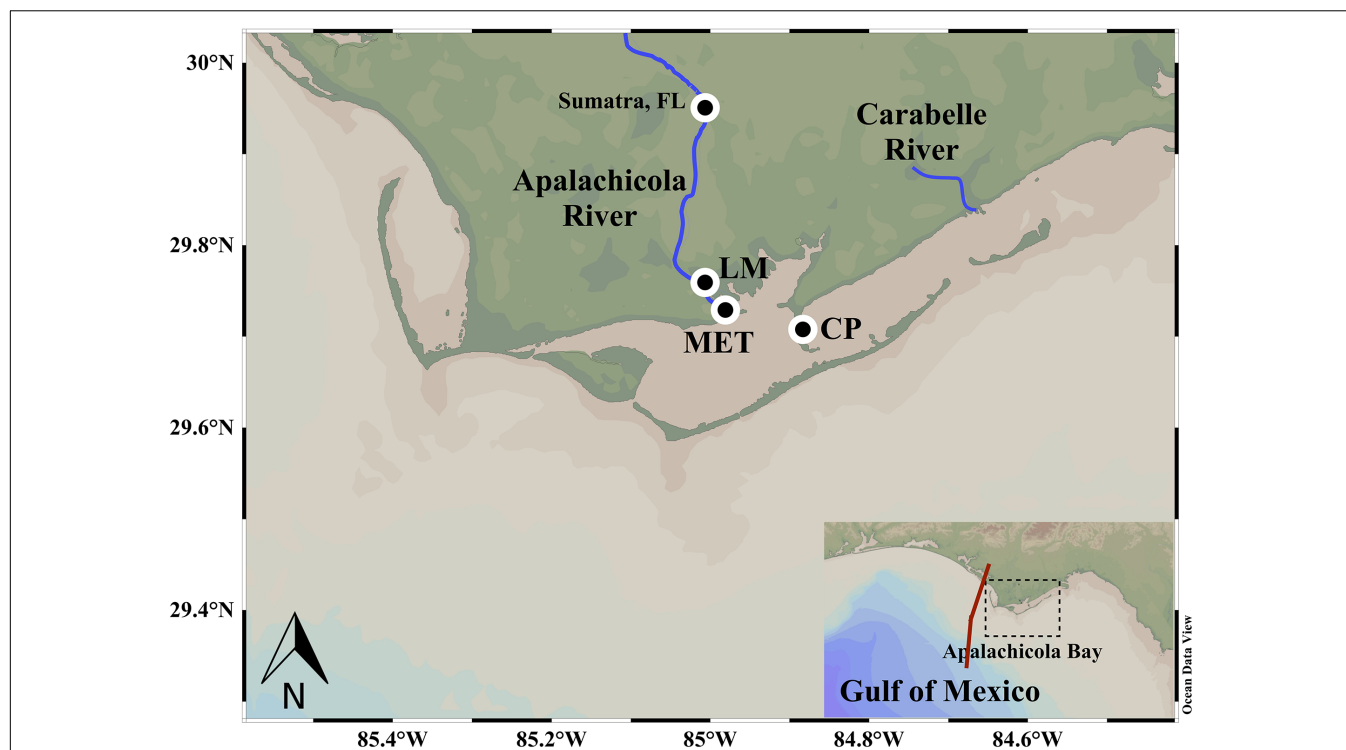 30°N
Sumatra, FL
Carabelle
River
Apalachicola
River
29.8°N
LM
MET
CP
29.6°N
29.4°N
N
Apalachicola Bay
Gulf of Mexico
Ocean Data View
85.4°W
85.2°W
85°W
84.8°W
84.6°W